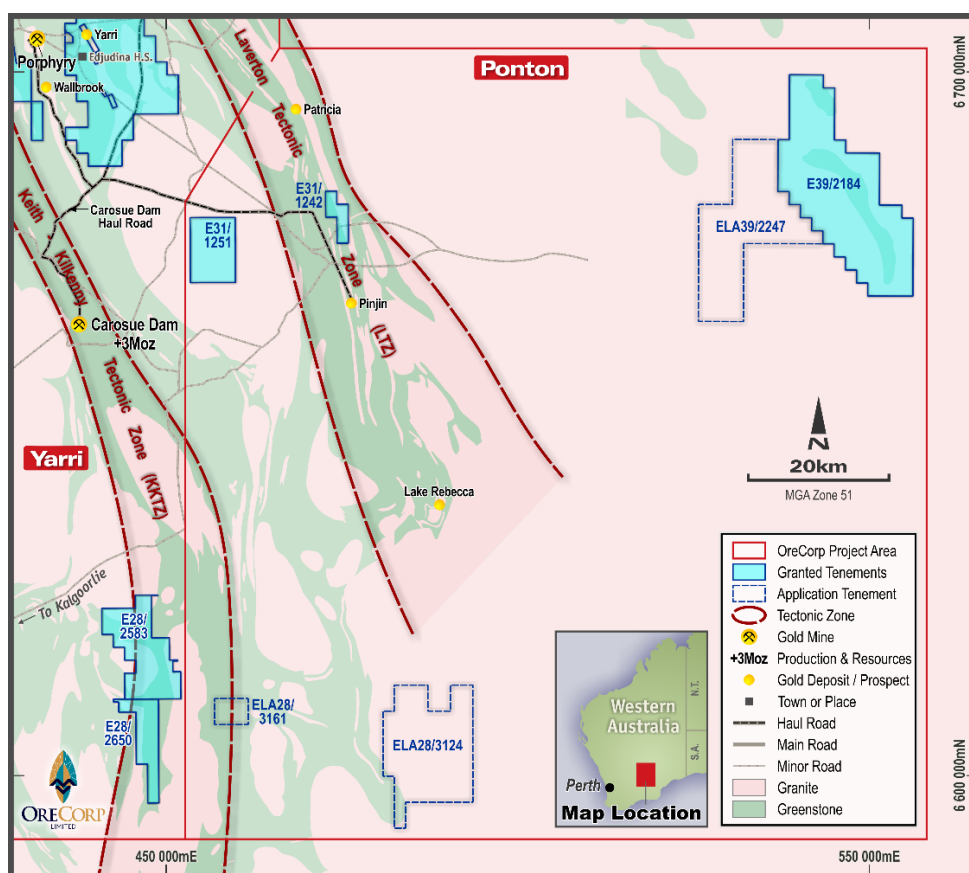 Yarri
Edjudina H.S.
Porphyry
Wallbrook
Laverton
Tectonic
Zone
(LTZ)
Patricia
Ponton
6 700 000mN
E31/
1242
E39/2184
ELA39/2247
Carosue Dam
Haul Road
Keith
Kilkenny
Tectonic
Zone
(KKTZ)
E31/
1251
Pinjin
Carosue Dam
+3Moz
Yarri
N
20km
MGA Zone 51
Lake Rebecca
To Kalgoorlie
E28/
2583
E28/
2650
ELA28/
3161
ELA28/3124
OreCorp Project Area
Granted Tenements
Application Tenement
Tectonic Zone
Gold Mine
+3Moz Production & Resources
Gold Deposit / Prospect
Town or Place
Haul Road
Main Road
Minor Road
Granite
Greenstone
Western
Australia
N.T.
S.A.
Perth
Map Location
ORECORP
LIMITED
6 600 000mN
450 000mE
550 000mE